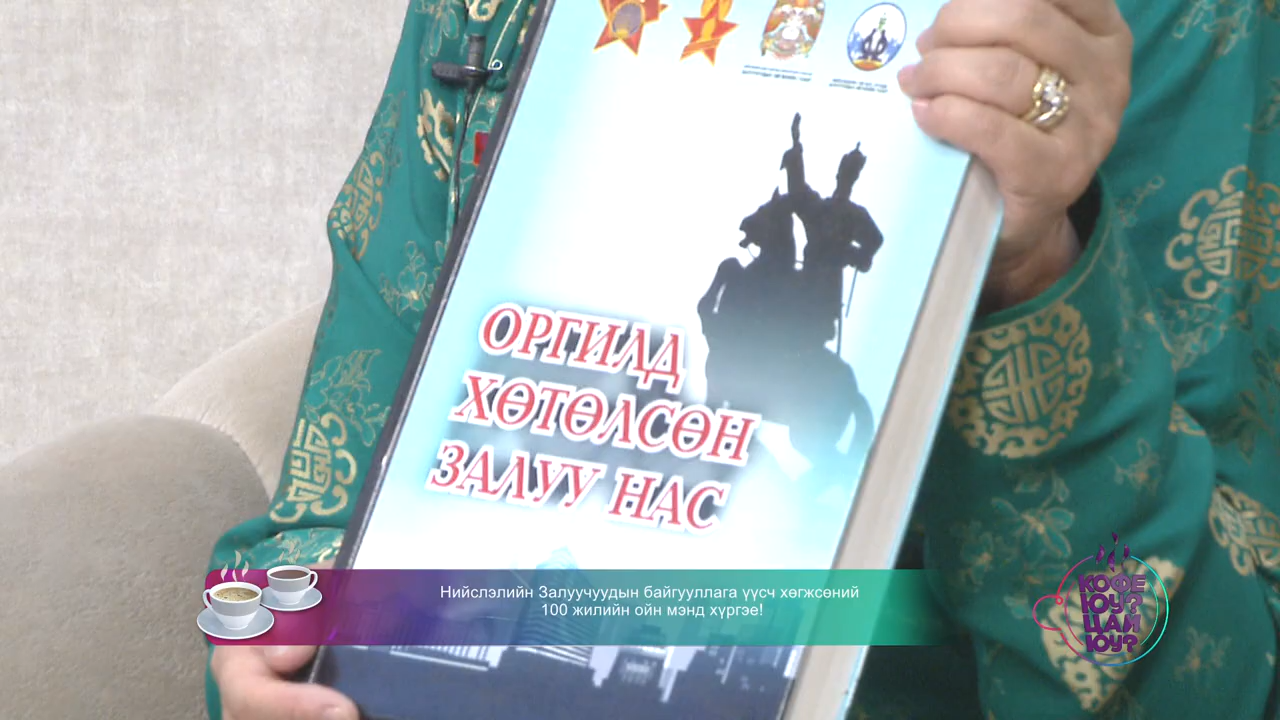 ОРГИЛД
ХӨТӨЛСӨН
ЗАЛУУ НАС
Нийслэлийн Залуучуудын байгууллага үүсч хөгжсөний
100 жилийн ойн мэнд хүргэе!
КОФЕ
ЮУ?
ЦАЙ
ЮУ?